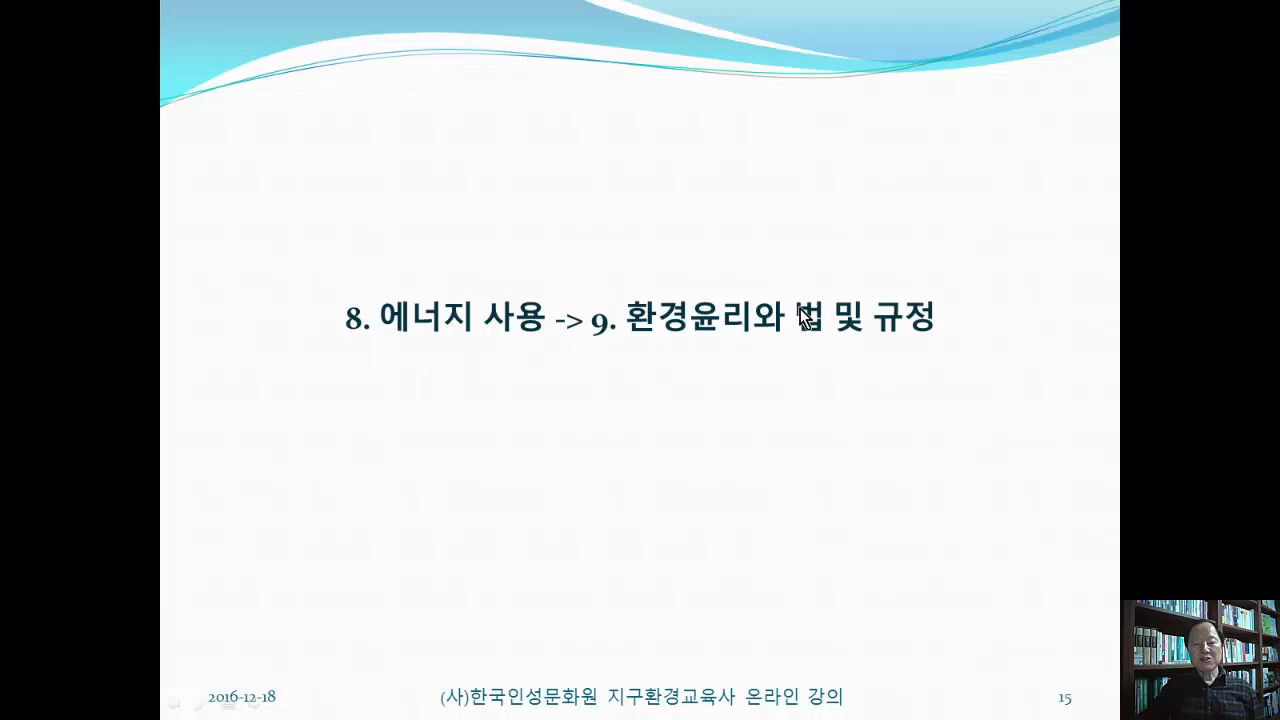 8. 에너지 사용 -> 9. 환경윤리와 법 및 규정
2016-12-18
(사)한국인성문화원 지구환경교육사 온라인 강의
15